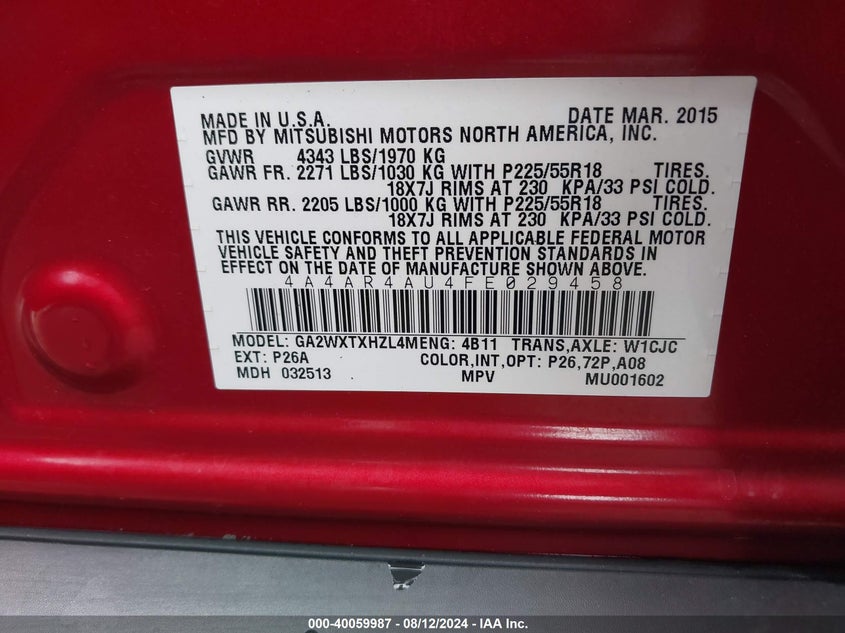 MADE IN U.S.A. DATE MAR. 2015
MFD BY MITSUBISHI MOTORS NORTH AMERICA, INC.
GVWR 4343 LBS/1970 KG
GAWR FR. 2271 LBS/1030 KG WITH P225/55R18 TIRES.
18X7J RIMS AT 230 KPA/33 PSI COLD.
GAWR RR. 2205 LBS/1000 KG WITH P225/55R18 TIRES.
18X7J RIMS AT 230 KPA/33 PSI COLD.
THIS VEHICLE CONFORMS TO ALL APPLICABLE FEDERAL MOTOR
VEHICLE SAFETY AND THEFT PREVENTION STANDARDS IN
EFFECT ON THE DATE OF MANUFACTURE SHOWN ABOVE.
4A4AR4AU4FE029458
MODEL: GA2WXTXHZL4MENG: 4B11 TRANS,AXLE: W1CJC
EXT: P26A COLOR,INT,OPT: P26,72P,A08
MDH 032513 MPV MU001602
000-40059987 - 08/12/2024 - IAA Inc.